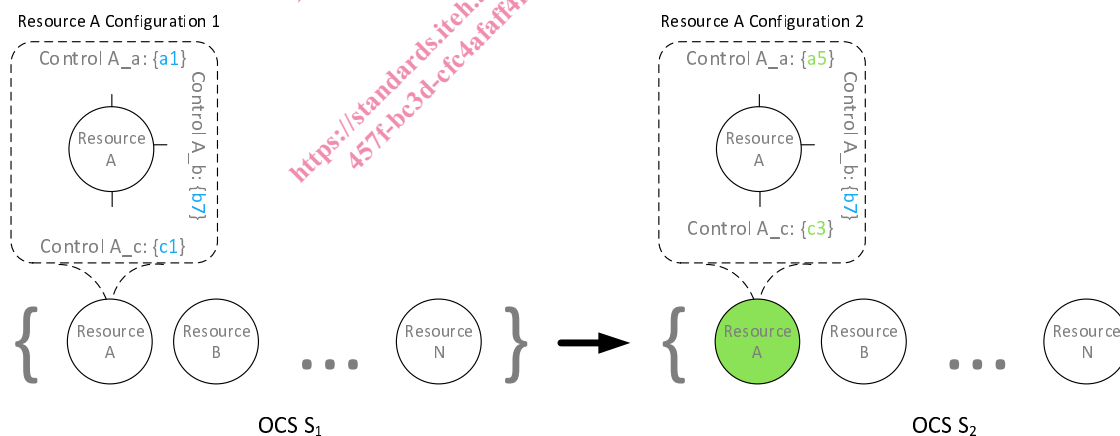 Resource A Configuration 1
Control A_a: {a1}
Resource
A
Control A_b: {b7}
Control A_c: {c1}
{ Resource A Resource B ... Resource N }
OCS S1
https://standards.iteh.a
457f-bc3d-cfc4afaff4f
Resource A Configuration 2
Control A_a: {a5}
Resource
A
Control A_b: {b7}
Control A_c: {c3}
{ Resource A Resource B ... Resource N
OCS S2